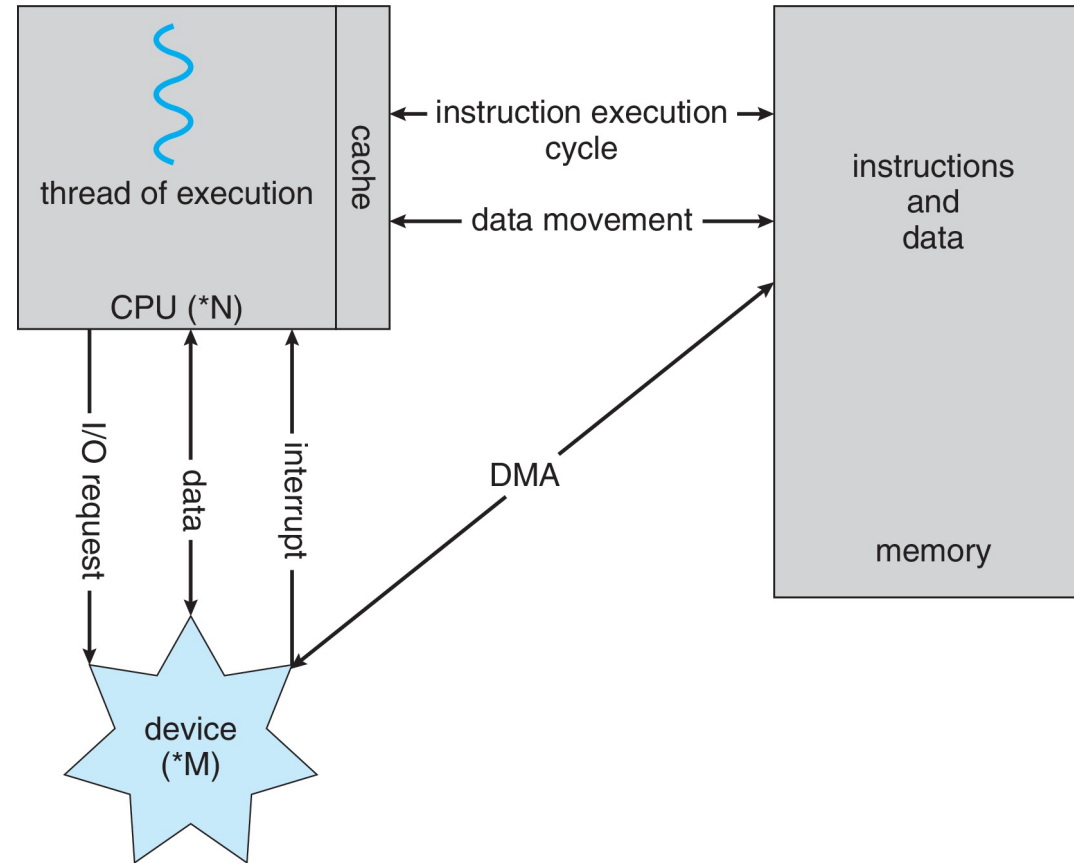 thread of execution
CPU (*N)
cache
instruction execution
cycle
data movement
instructions
and
data
memory
I/O request
data
interrupt
DMA
device
(*M)